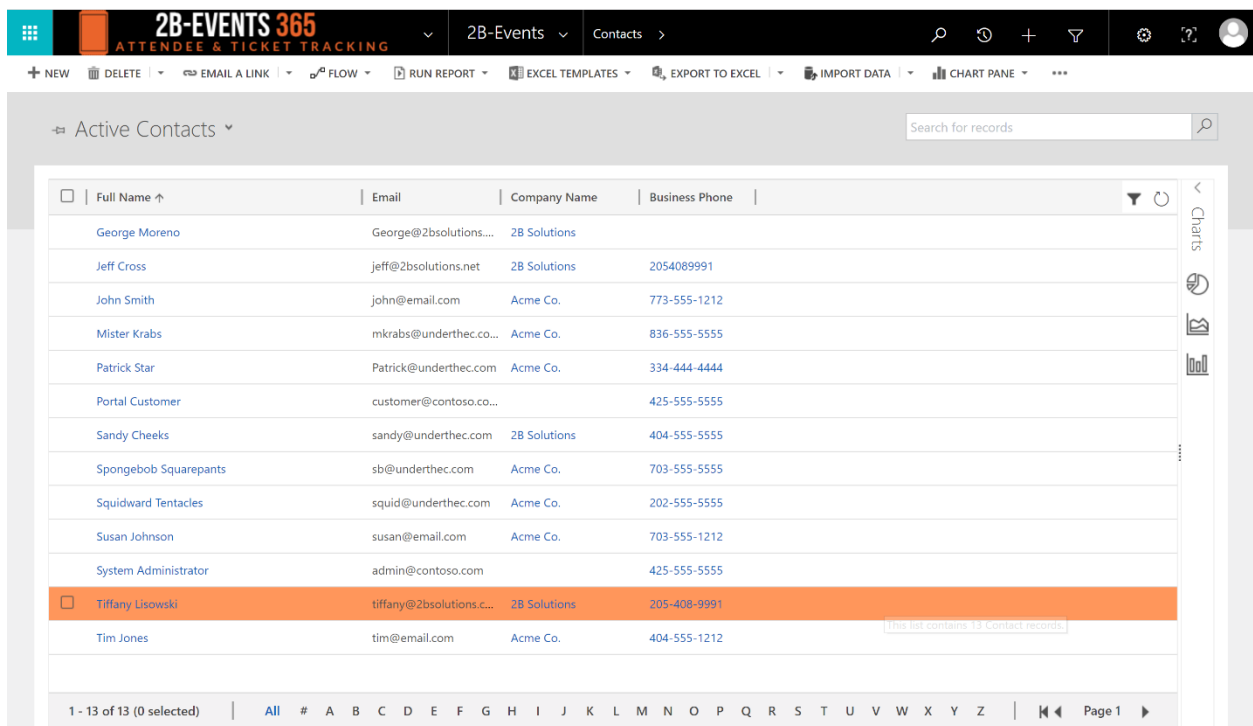 2B-EVENTS 365
ATTENDEE & TICKET TRACKING
2B-Events
Contacts >
NEW DELETE EMAIL A LINK FLOW RUN REPORT EXCEL TEMPLATES EXPORT TO EXCEL IMPORT DATA CHART PANE
Active Contacts
Search for records
Full Name Email Company Name Business Phone
Charts
George Moreno George@2bsolutions.... 2B Solutions
Jeff Cross jeff@2bsolutions.net 2B Solutions 2054089991
John Smith john@email.com Acme Co. 773-555-1212
Mister Krabs mkrabs@underthec.co... Acme Co. 836-555-5555
Patrick Star Patrick@underthec.com Acme Co. 334-444-4444
Portal Customer customer@contoso.co... 425-555-5555
Sandy Cheeks sandy@underthec.com 2B Solutions 404-555-5555
Spongebob Squarepants sb@underthec.com Acme Co. 703-555-5555
Squidward Tentacles squid@underthec.com Acme Co. 202-555-5555
Susan Johnson susan@email.com Acme Co. 703-555-1212
System Administrator admin@contoso.com 425-555-5555
Tiffany Lisowski tiffany@2bsolutions.c... 2B Solutions 205-408-9991
This list contains 13 Contact records.
Tim Jones tim@email.com Acme Co. 404-555-1212
1 - 13 of 13 (0 selected) All # A B C D E F G H I J K L M N O P Q R S T U V W X Y Z Page 1